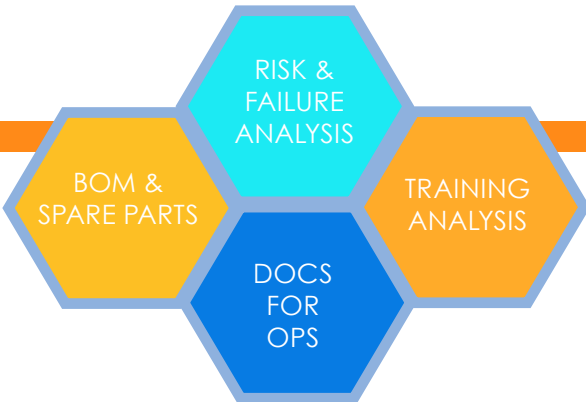 RISK &
FAILURE
ANALYSIS
BOM &
SPARE PARTS
TRAINING
ANALYSIS
DOCS
FOR
OPS